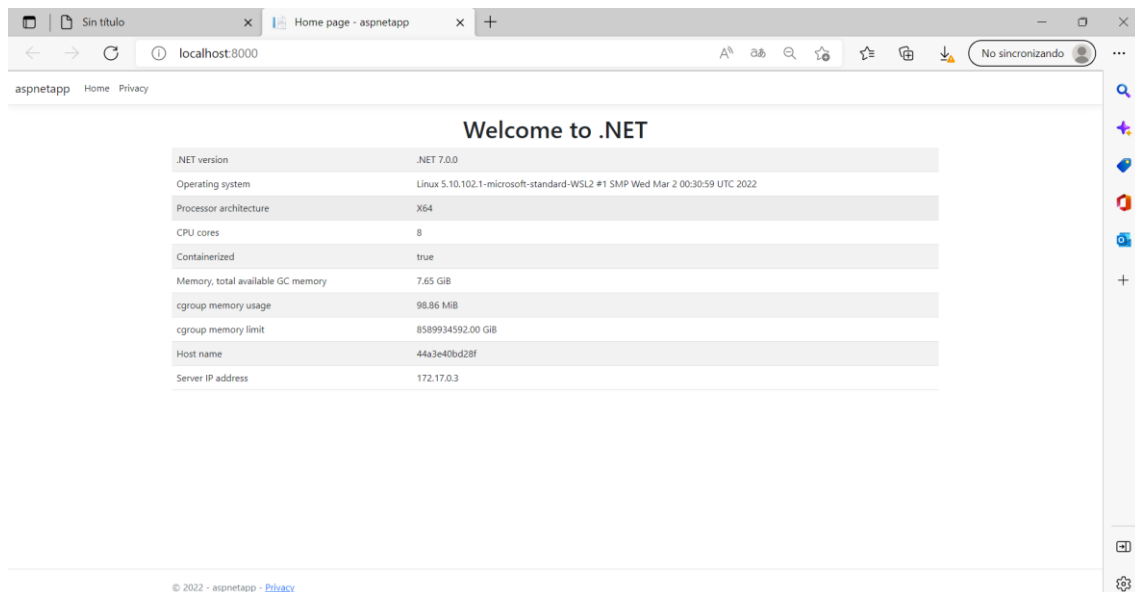 Sin título
Home page - aspnetapp
localhost:8000
No sincronizando
aspnetapp Home Privacy
Welcome to .NET
.NET version .NET 7.0.0
Operating system Linux 5.10.102.1-microsoft-standard-WSL2 #1 SMP Wed Mar 2 00:30:59 UTC 2022
Processor architecture X64
CPU cores 8
Containerized true
Memory, total available GC memory 7.65 GiB
cgroup memory usage 98.86 MiB
cgroup memory limit 8589934592.00 GiB
Host name 44a3e40bd28f
Server IP address 172.17.0.3
© 2022 - aspnetapp - Privacy